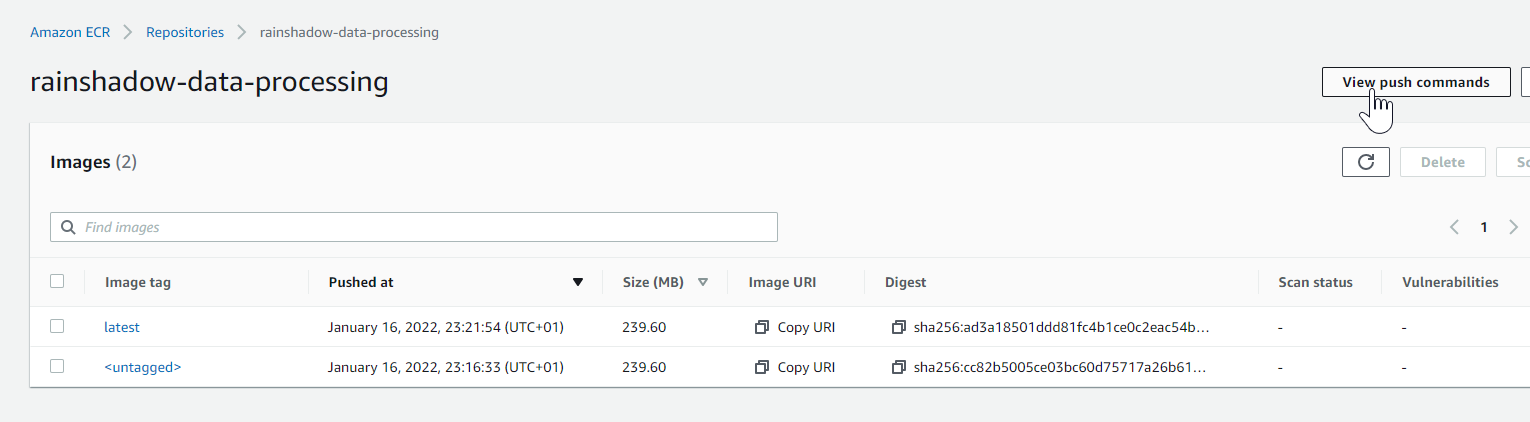 Amazon ECR > Repositories > rainshadow-data-processing
rainshadow-data-processing
View push commands
Images (2)
Delete
Find images
1
Image tag Pushed at Size (MB) Image URI Digest Scan status Vulnerabilities
latest January 16, 2022, 23:21:54 (UTC+01) 239.60 Copy URI sha256:ad3a18501ddd81fc4b1ce0c2eac54b... - -
<untagged> January 16, 2022, 23:16:33 (UTC+01) 239.60 Copy URI sha256:cc82b5005ce03bc60d75717a26b61... - -